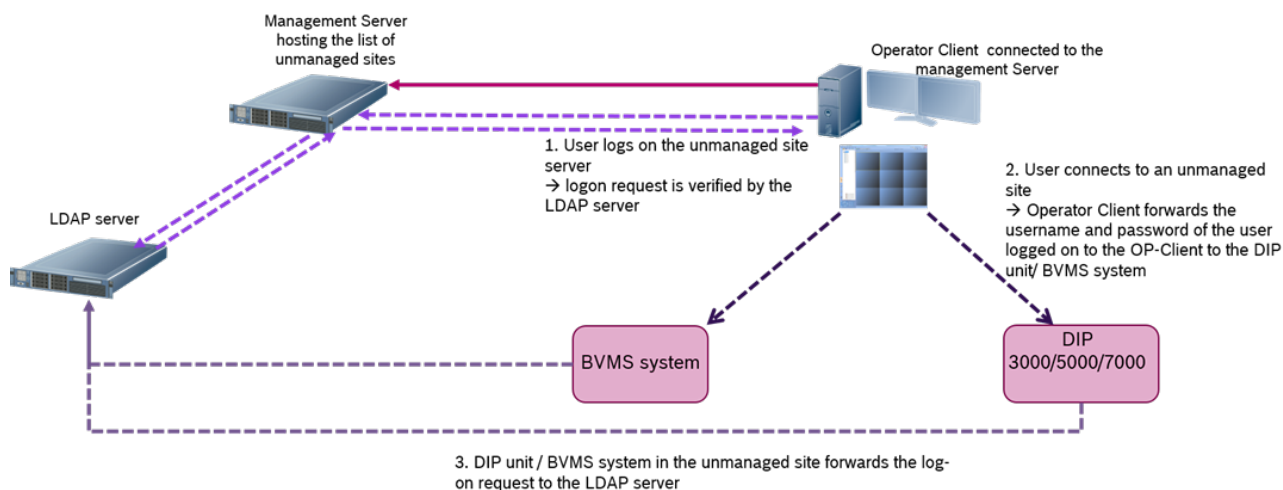 Management Server
hosting the list of
unmanaged sites
Operator Client  connected to the
management Server
1. User logs on the unmanaged site
server
→ logon request is verified by the
LDAP server
2. User connects to an unmanaged
site
→ Operator Client forwards the
username and password of the user
logged on to the OP-Client to the DIP
unit/ BVMS system
LDAP server
BVMS system
DIP
3000/5000/7000
3. DIP unit / BVMS system in the unmanaged site forwards the log-
on request to the LDAP server